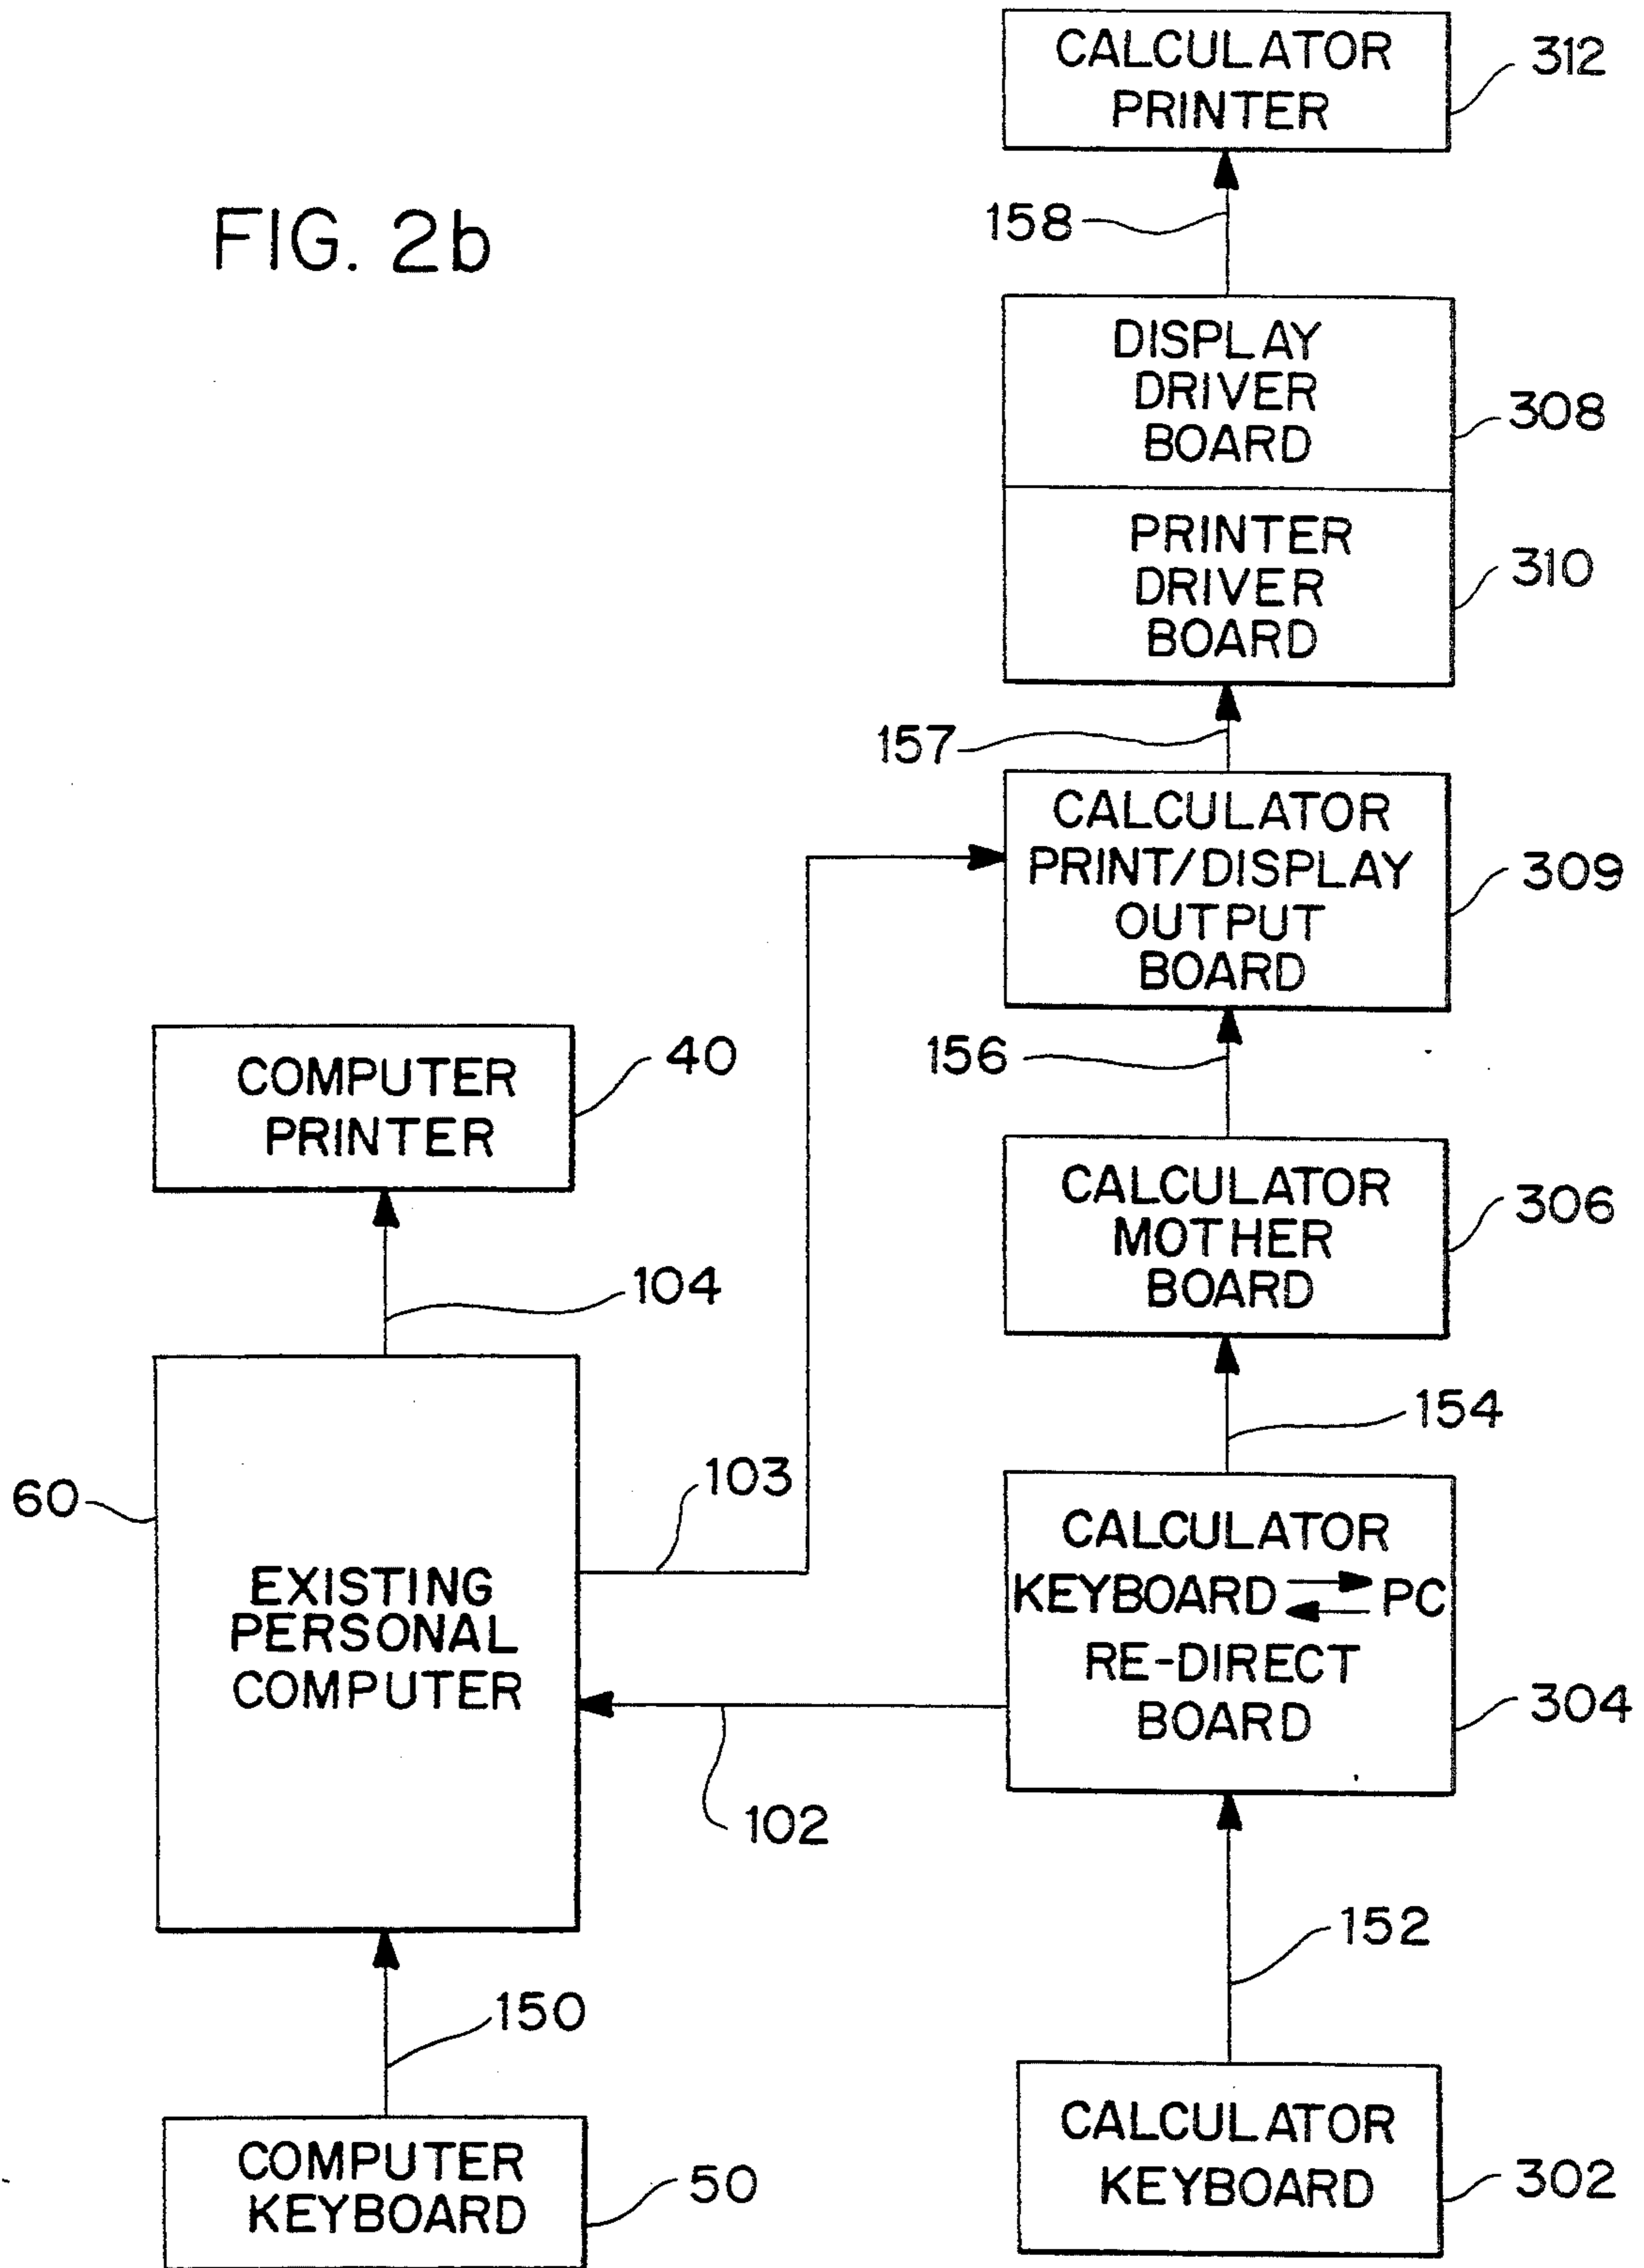 CALCULATOR
PRINTER
312
FIG. 2b
158
DISPLAY
DRIVER
BOARD
308
PRINTER
DRIVER
BOARD
310
157
CALCULATOR
PRINT/DISPLAY
OUTPUT
BOARD
309
156
COMPUTER
PRINTER
40
CALCULATOR
MOTHER
BOARD
306
104
154
60
103
EXISTING
PERSONAL
COMPUTER
CALCULATOR
KEYBOARD ⇄ PC
RE-DIRECT
BOARD
304
102
152
150
COMPUTER
KEYBOARD
50
CALCULATOR
KEYBOARD
302